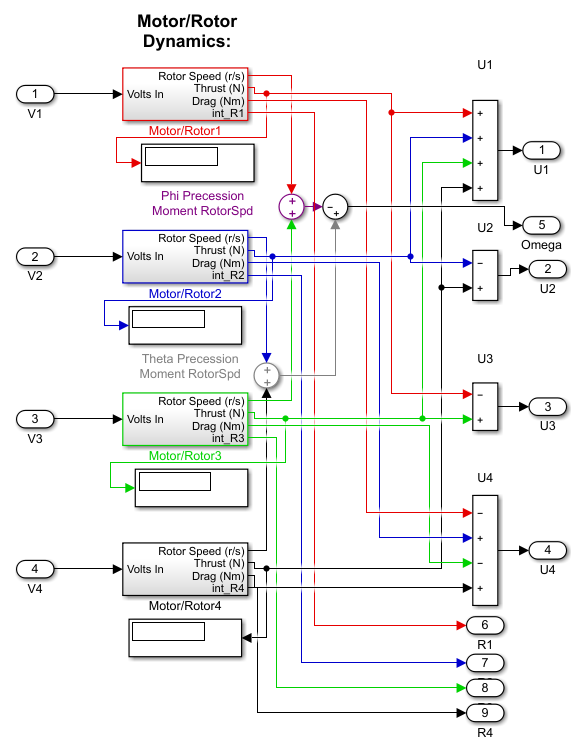 Motor/Rotor
Dynamics:
U1
Rotor Speed (r/s)
Thrust (N)
Drag (Nm)
int_R1
Volts In
1
V1
Motor/Rotor1
+
+
+
+
1
U1
Phi Precession
Moment RotorSpd
+
+
−
+
5
Omega
U2
Rotor Speed (r/s)
Thrust (N)
Drag (Nm)
int_R2
Volts In
2
V2
Motor/Rotor2
−
+
2
U2
Theta Precession
Moment RotorSpd
+
+
U3
Rotor Speed (r/s)
Thrust (N)
Drag (Nm)
int_R3
Volts In
3
V3
Motor/Rotor3
−
+
3
U3
U4
−
+
−
+
4
U4
Rotor Speed (r/s)
Thrust (N)
Drag (Nm)
int_R4
Volts In
4
V4
Motor/Rotor4
6
R1
7
8
9
R4